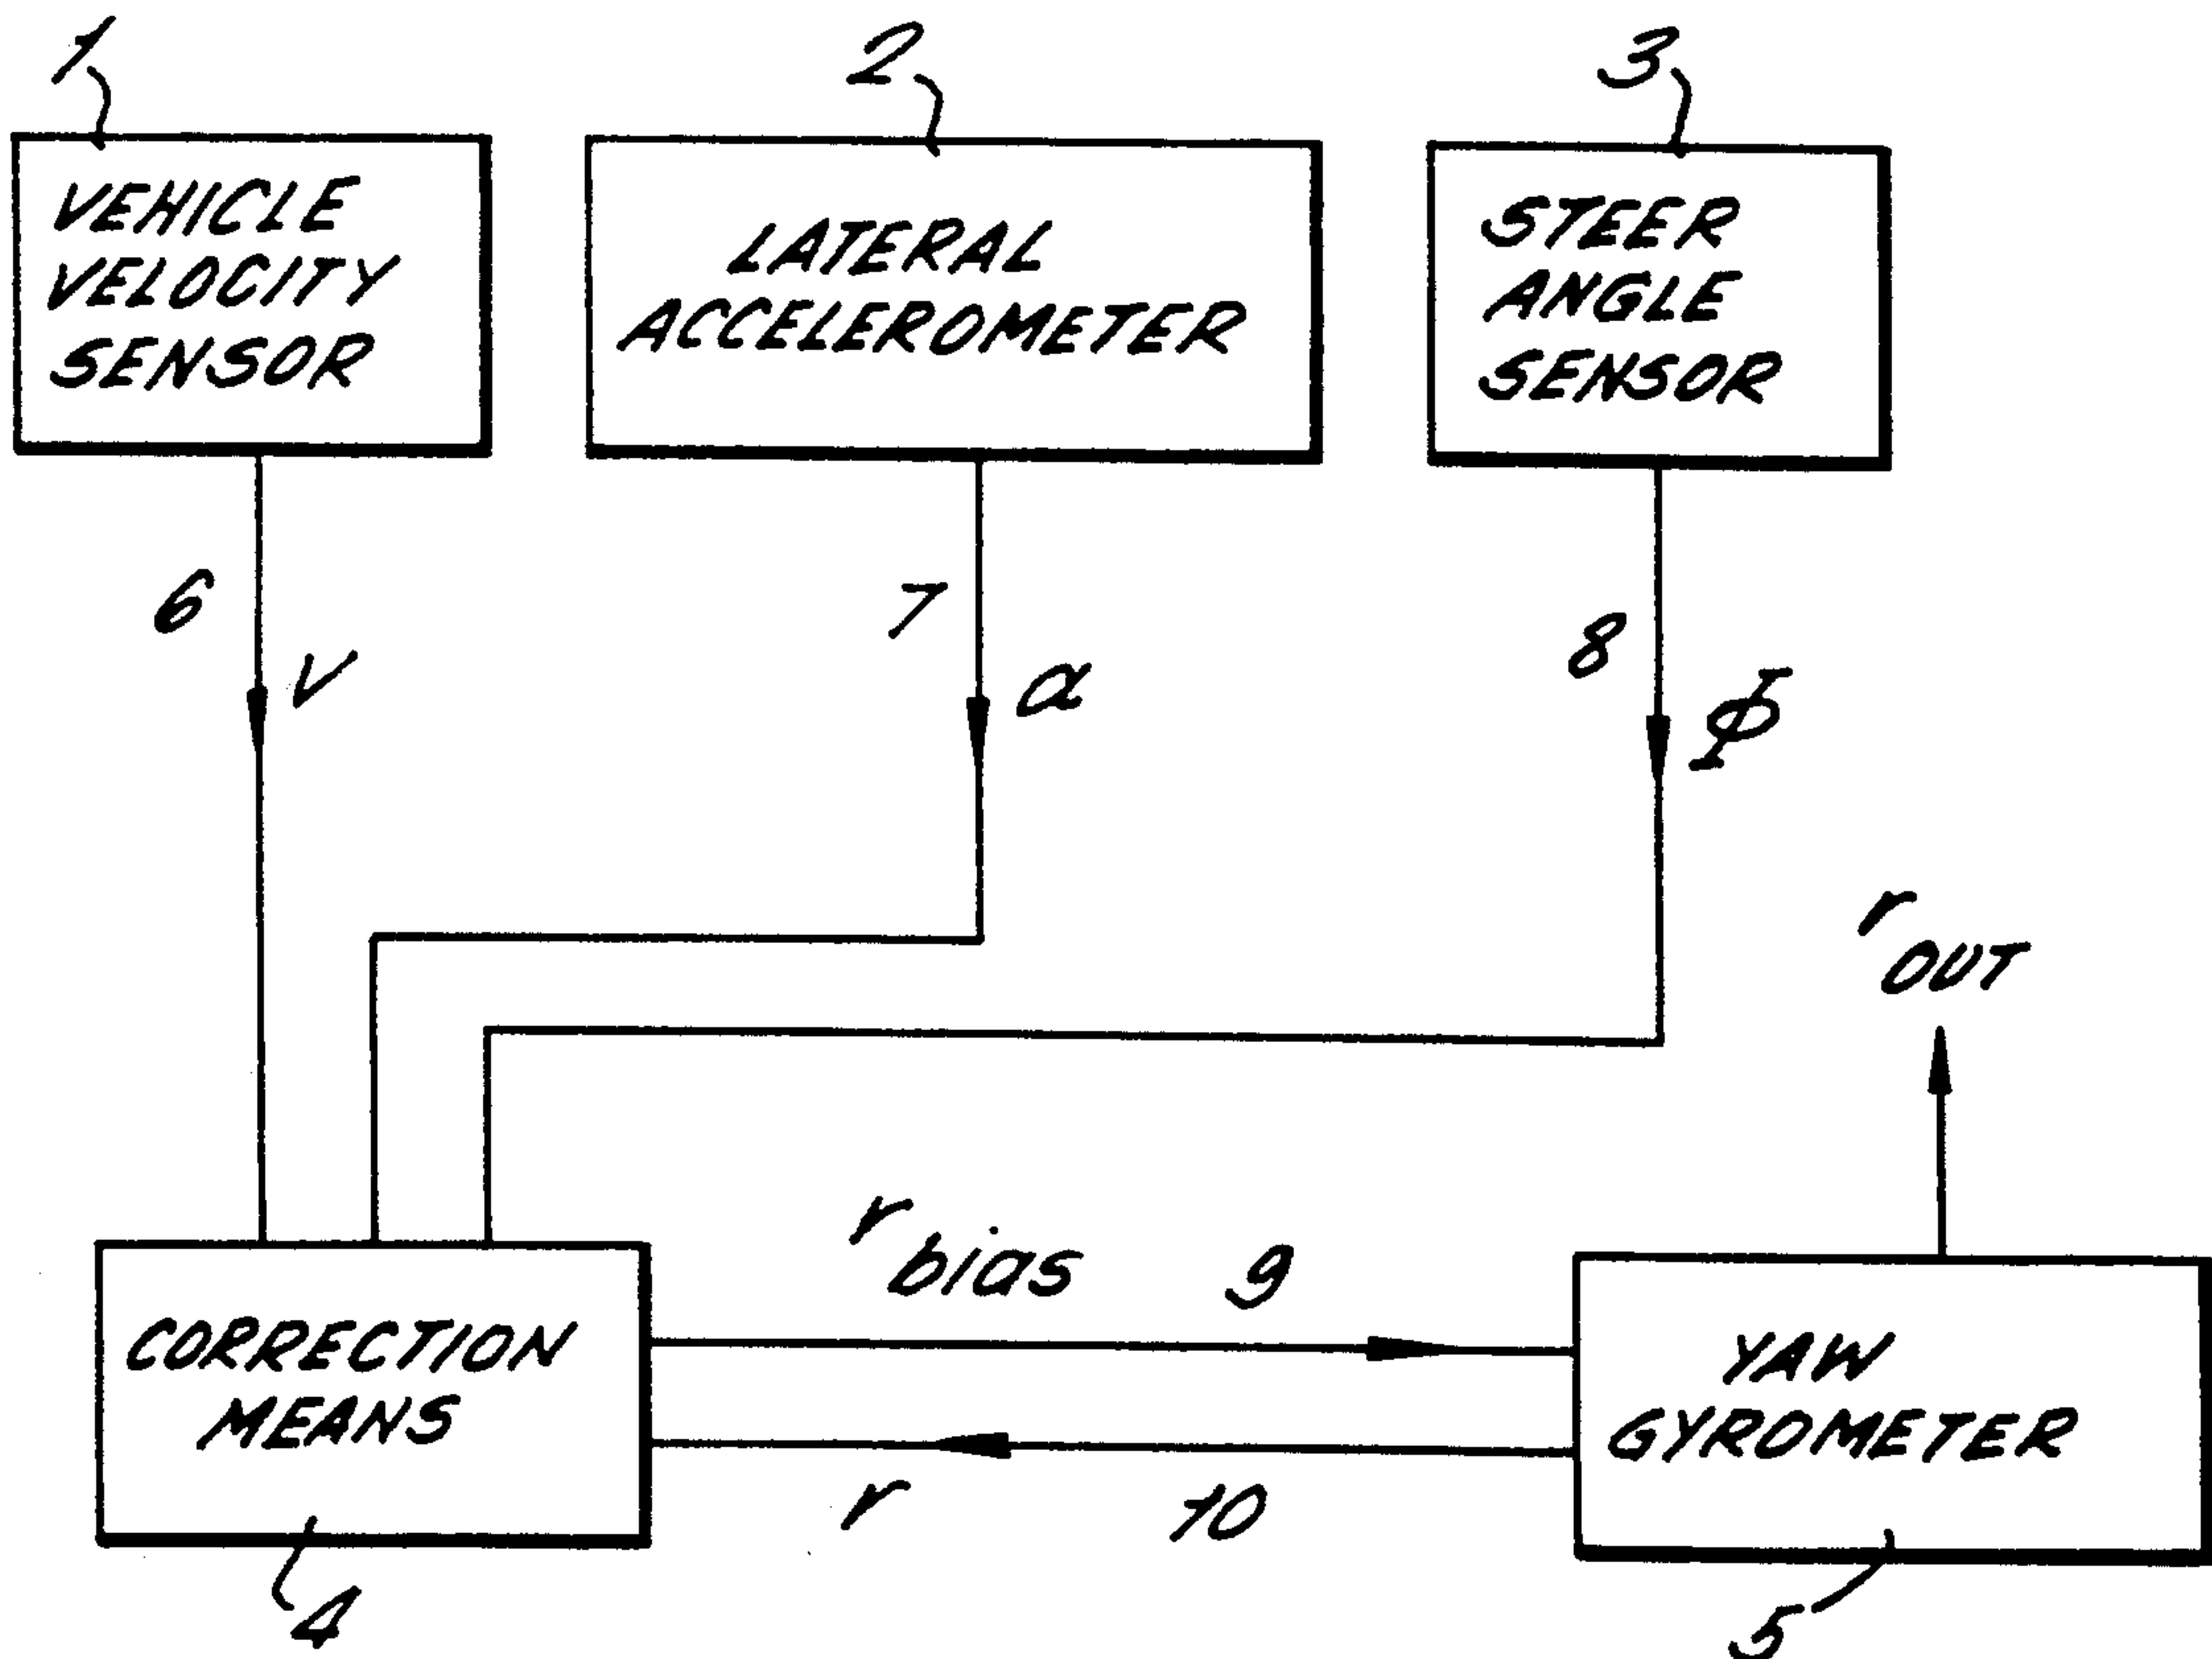 1
2
3
VEHICLE
VELOCITY
SENSOR
LATERAL
ACCELEROMETER
STEER
ANGLE
SENSOR
6
V
7
α
8
Φ
r OUT
r bias
9
CORRECTION
MEANS
YAW
GYROMETER
r
10
4
5